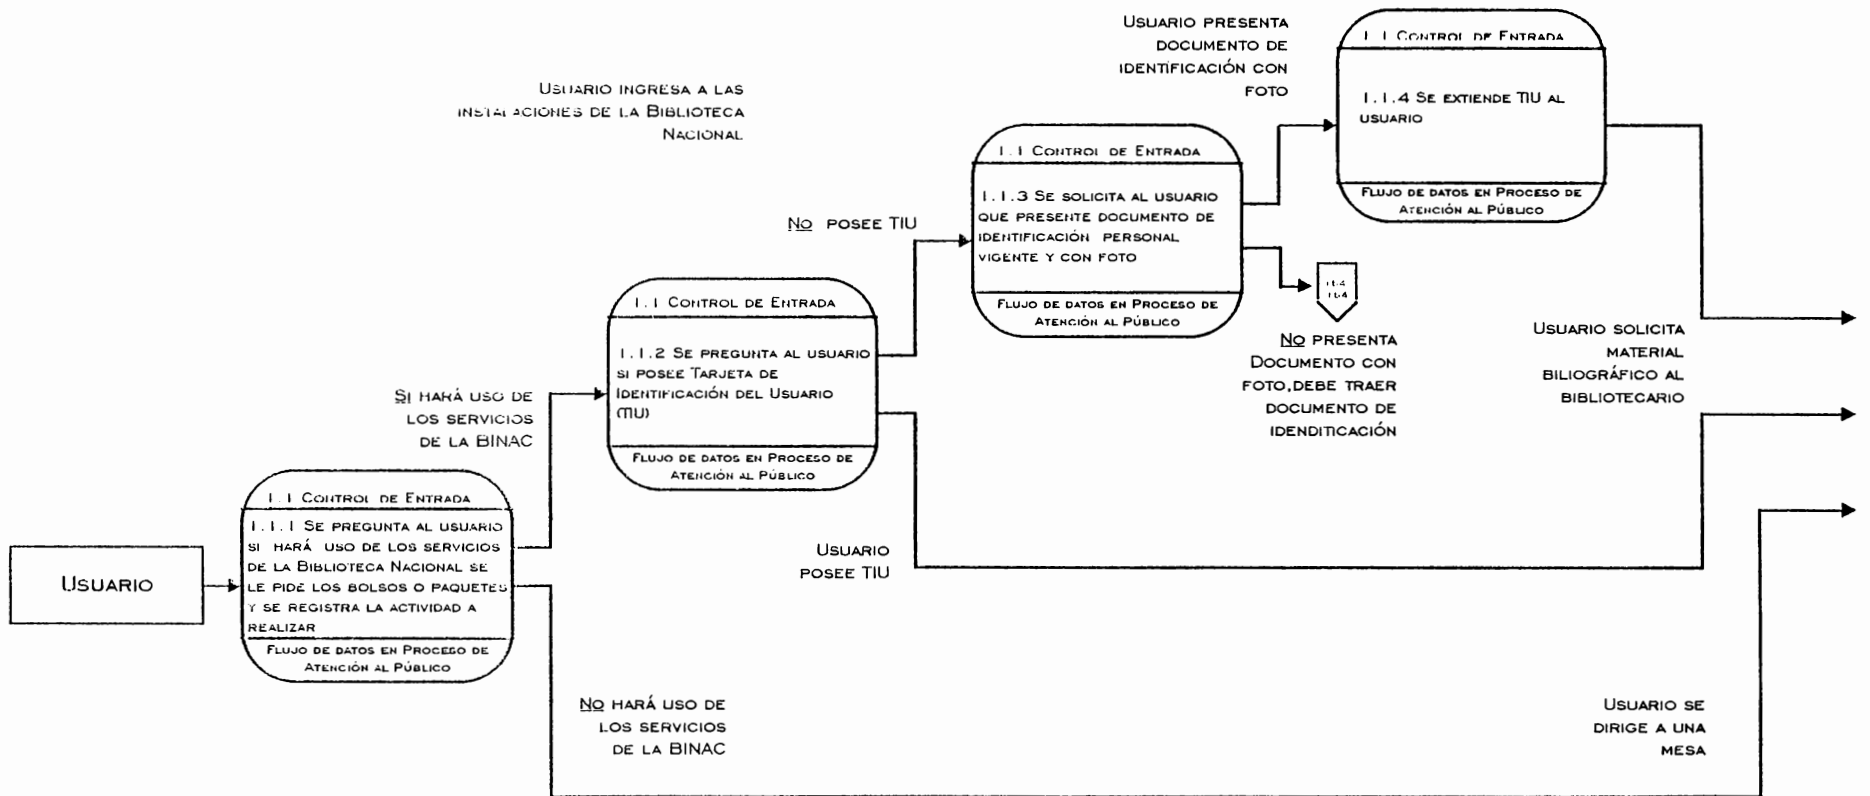 USUARIO
1.1 CONTROL DE ENTRADA
1.1.1 SE PREGUNTA AL USUARIO
SI HARÁ USO DE LOS SERVICIOS
DE LA BIBLIOTECA NACIONAL SE
LE PIDE LOS BOLSOS O PAQUETES
Y SE REGISTRA LA ACTIVIDAD A
REALIZAR
FLUJO DE DATOS EN PROCESO DE
ATENCIÓN AL PÚBLICO
SI HARÁ USO DE
LOS SERVICIOS
DE LA BINAC
NO HARÁ USO DE
LOS SERVICIOS
DE LA BINAC
USUARIO INGRESA A LAS
INSTALACIONES DE LA BIBLIOTECA
NACIONAL
1.1 CONTROL DE ENTRADA
1.1.2 SE PREGUNTA AL USUARIO
SI POSEE TARJETA DE
IDENTIFICACIÓN DEL USUARIO
(TIU)
FLUJO DE DATOS EN PROCESO DE
ATENCIÓN AL PÚBLICO
NO POSEE TIU
USUARIO
POSEE TIU
1.1 CONTROL DE ENTRADA
1.1.3 SE SOLICITA AL USUARIO
QUE PRESENTE DOCUMENTO DE
IDENTIFICACIÓN PERSONAL
VIGENTE Y CON FOTO
FLUJO DE DATOS EN PROCESO DE
ATENCIÓN AL PÚBLICO
USUARIO PRESENTA
DOCUMENTO DE
IDENTIFICACIÓN CON
FOTO
NO PRESENTA
DOCUMENTO CON
FOTO,DEBE TRAER
DOCUMENTO DE
IDENDITICACIÓN
1.1 CONTROL DE ENTRADA
1.1.4 SE EXTIENDE TIU AL
USUARIO
FLUJO DE DATOS EN PROCESO DE
ATENCIÓN AL PÚBLICO
USUARIO SOLICITA
MATERIAL
BILIOGRÁFICO AL
BIBLIOTECARIO
USUARIO SE
DIRIGE A UNA
MESA